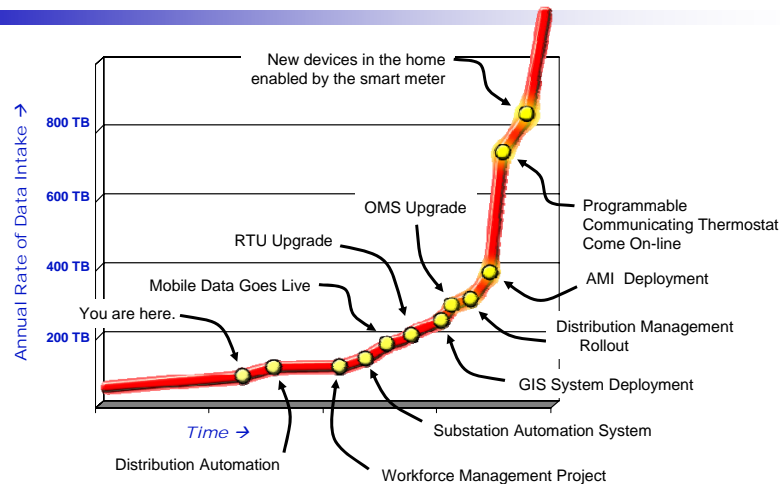 New devices in the home
enabled by the smart meter
Annual Rate of Data Intake →
800 TB
600 TB
400 TB
200 TB
OMS Upgrade
RTU Upgrade
Mobile Data Goes Live
You are here.
Programmable
Communicating Thermostat
Come On-line
AMI Deployment
Distribution Management
Rollout
GIS System Deployment
Substation Automation System
Time →
Distribution Automation
Workforce Management Project